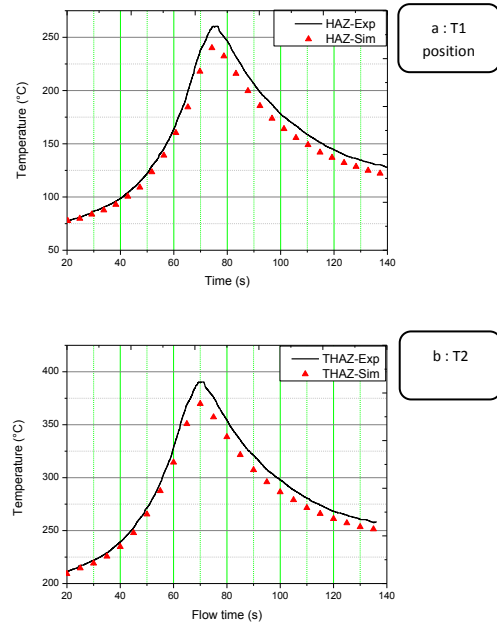 HAZ-Exp
HAZ-Sim
a : T1
position
Temperature (°C)
250
200
150
100
50
20 40 60 80 100 120 140
Time (s)
THAZ-Exp
THAZ-Sim
b : T2
Temperature (°C)
400
350
300
250
200
20 40 60 80 100 120 140
Flow time (s)